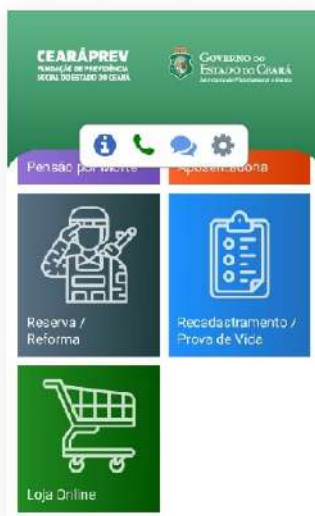 CEARÁPREV
FUNDAÇÃO DE PREVIDÊNCIA
SOCIAL DO ESTADO DO CEARÁ
GOVERNO DO
ESTADO DO CEARÁ
Pensão por Morte
Aposentadoria
Reserva /
Reforma
Recadastramento /
Prova de Vida
Loja Online